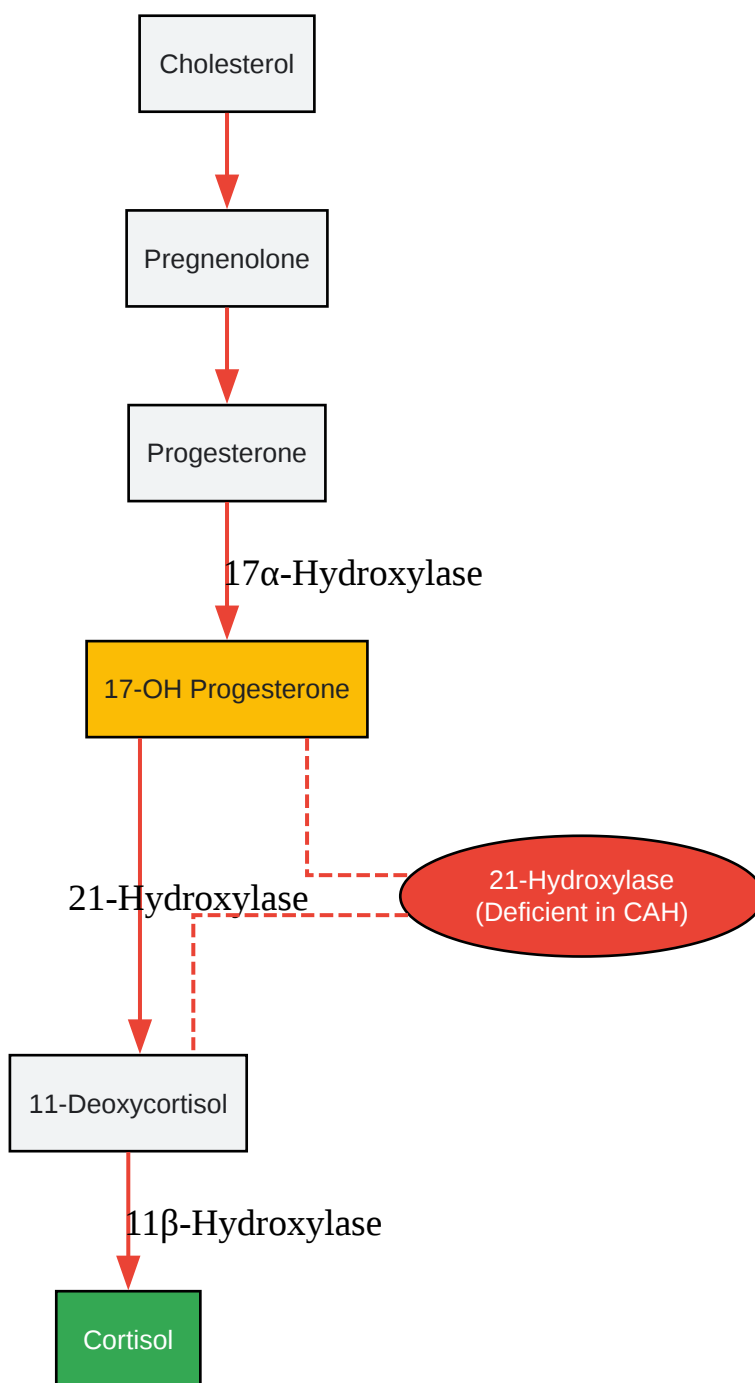 Cholesterol
Pregnenolone
Progesterone
17α-Hydroxylase
17-OH Progesterone
21-Hydroxylase
21-Hydroxylase
(Deficient in CAH)
11-Deoxycortisol
11β-Hydroxylase
Cortisol